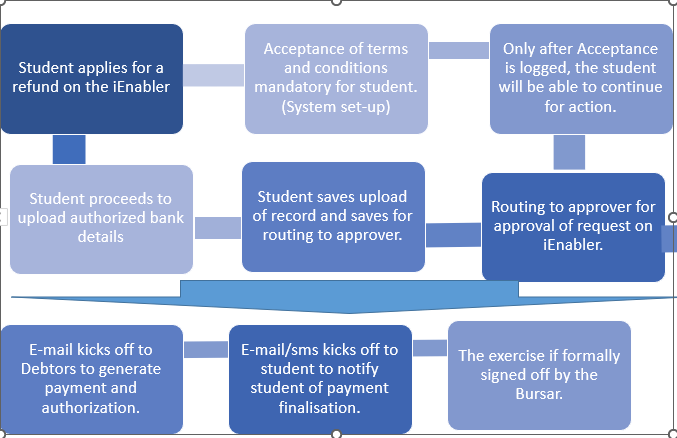 Student applies for a
refund on the iEnabler
Acceptance of terms
and conditions
mandatory for student.
(System set-up)
Only after Acceptance
is logged, the student
will be able to continue
for action.
Student proceeds to
upload authorized bank
details
Student saves upload
of record and saves for
routing to approver.
Routing to approver for
approval of request on
iEnabler.
E-mail kicks off to
Debtors to generate
payment and
authorization.
E-mail/sms kicks off to
student to notify
student of payment
finalisation.
The exercise if formally
signed off by the
Bursar.